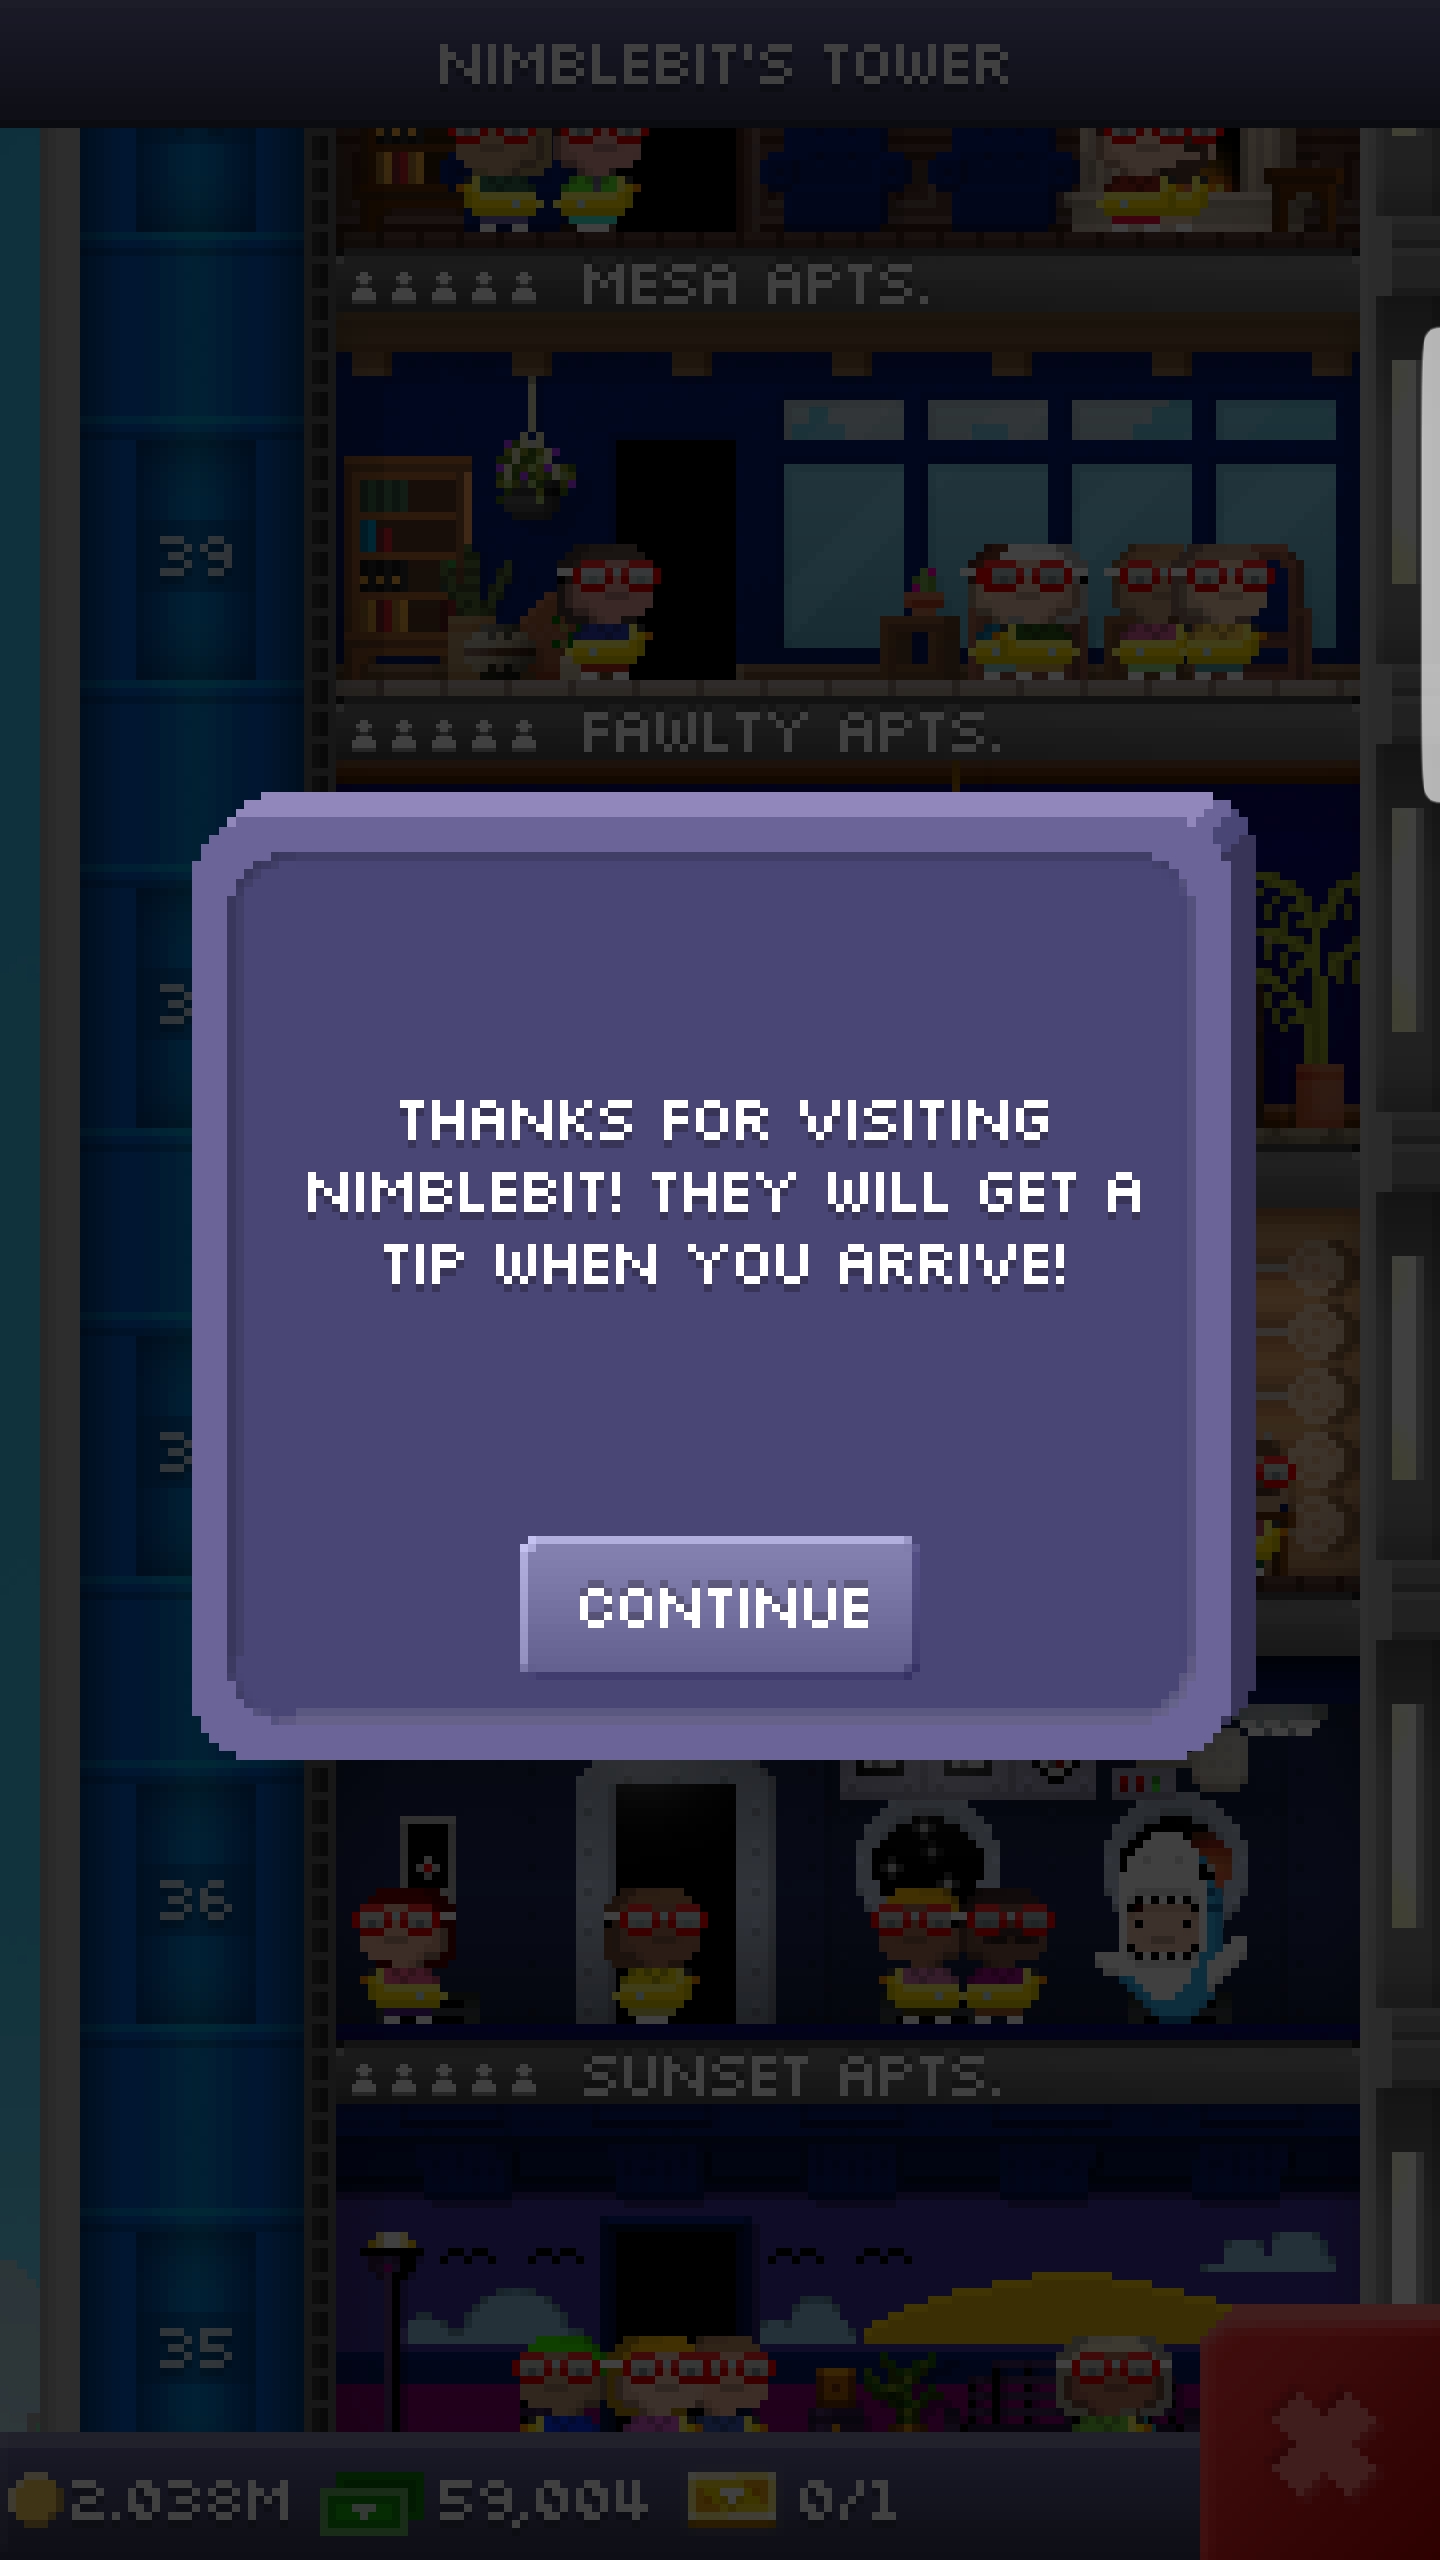 NIMBLEBIT'S TOWER
MESA APTS.
39
FAWLTY APTS.
THANKS FOR VISITING
NIMBLEBIT! THEY WILL GET A
TIP WHEN YOU ARRIVE!
CONTINUE
36
SUNSET APTS.
35
2.038M 59,004 0/1